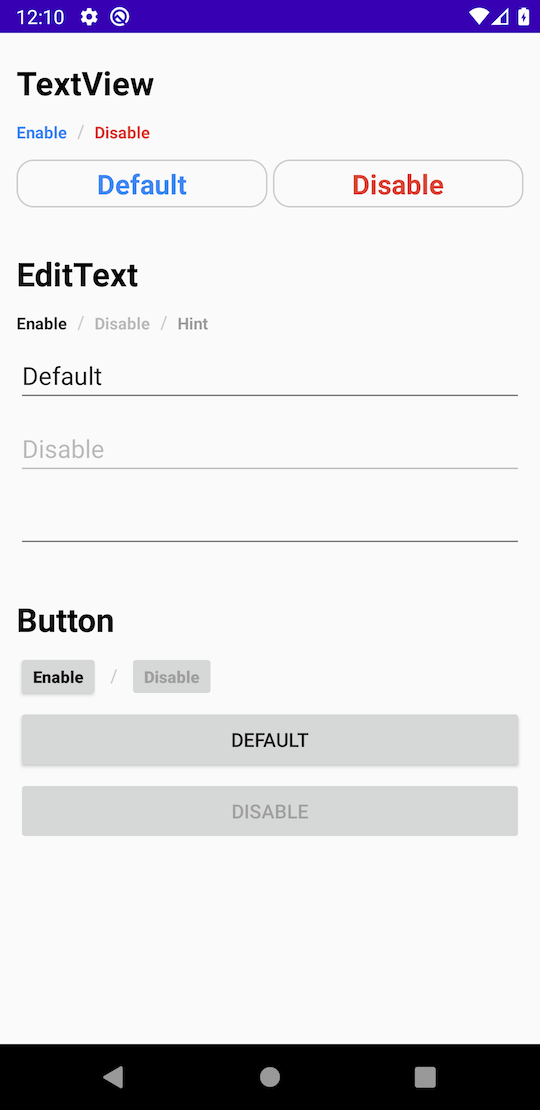 12:10
TextView
Enable / Disable
Default Disable
EditText
Enable / Disable / Hint
Default
Disable
Button
Enable / Disable
DEFAULT
DISABLE